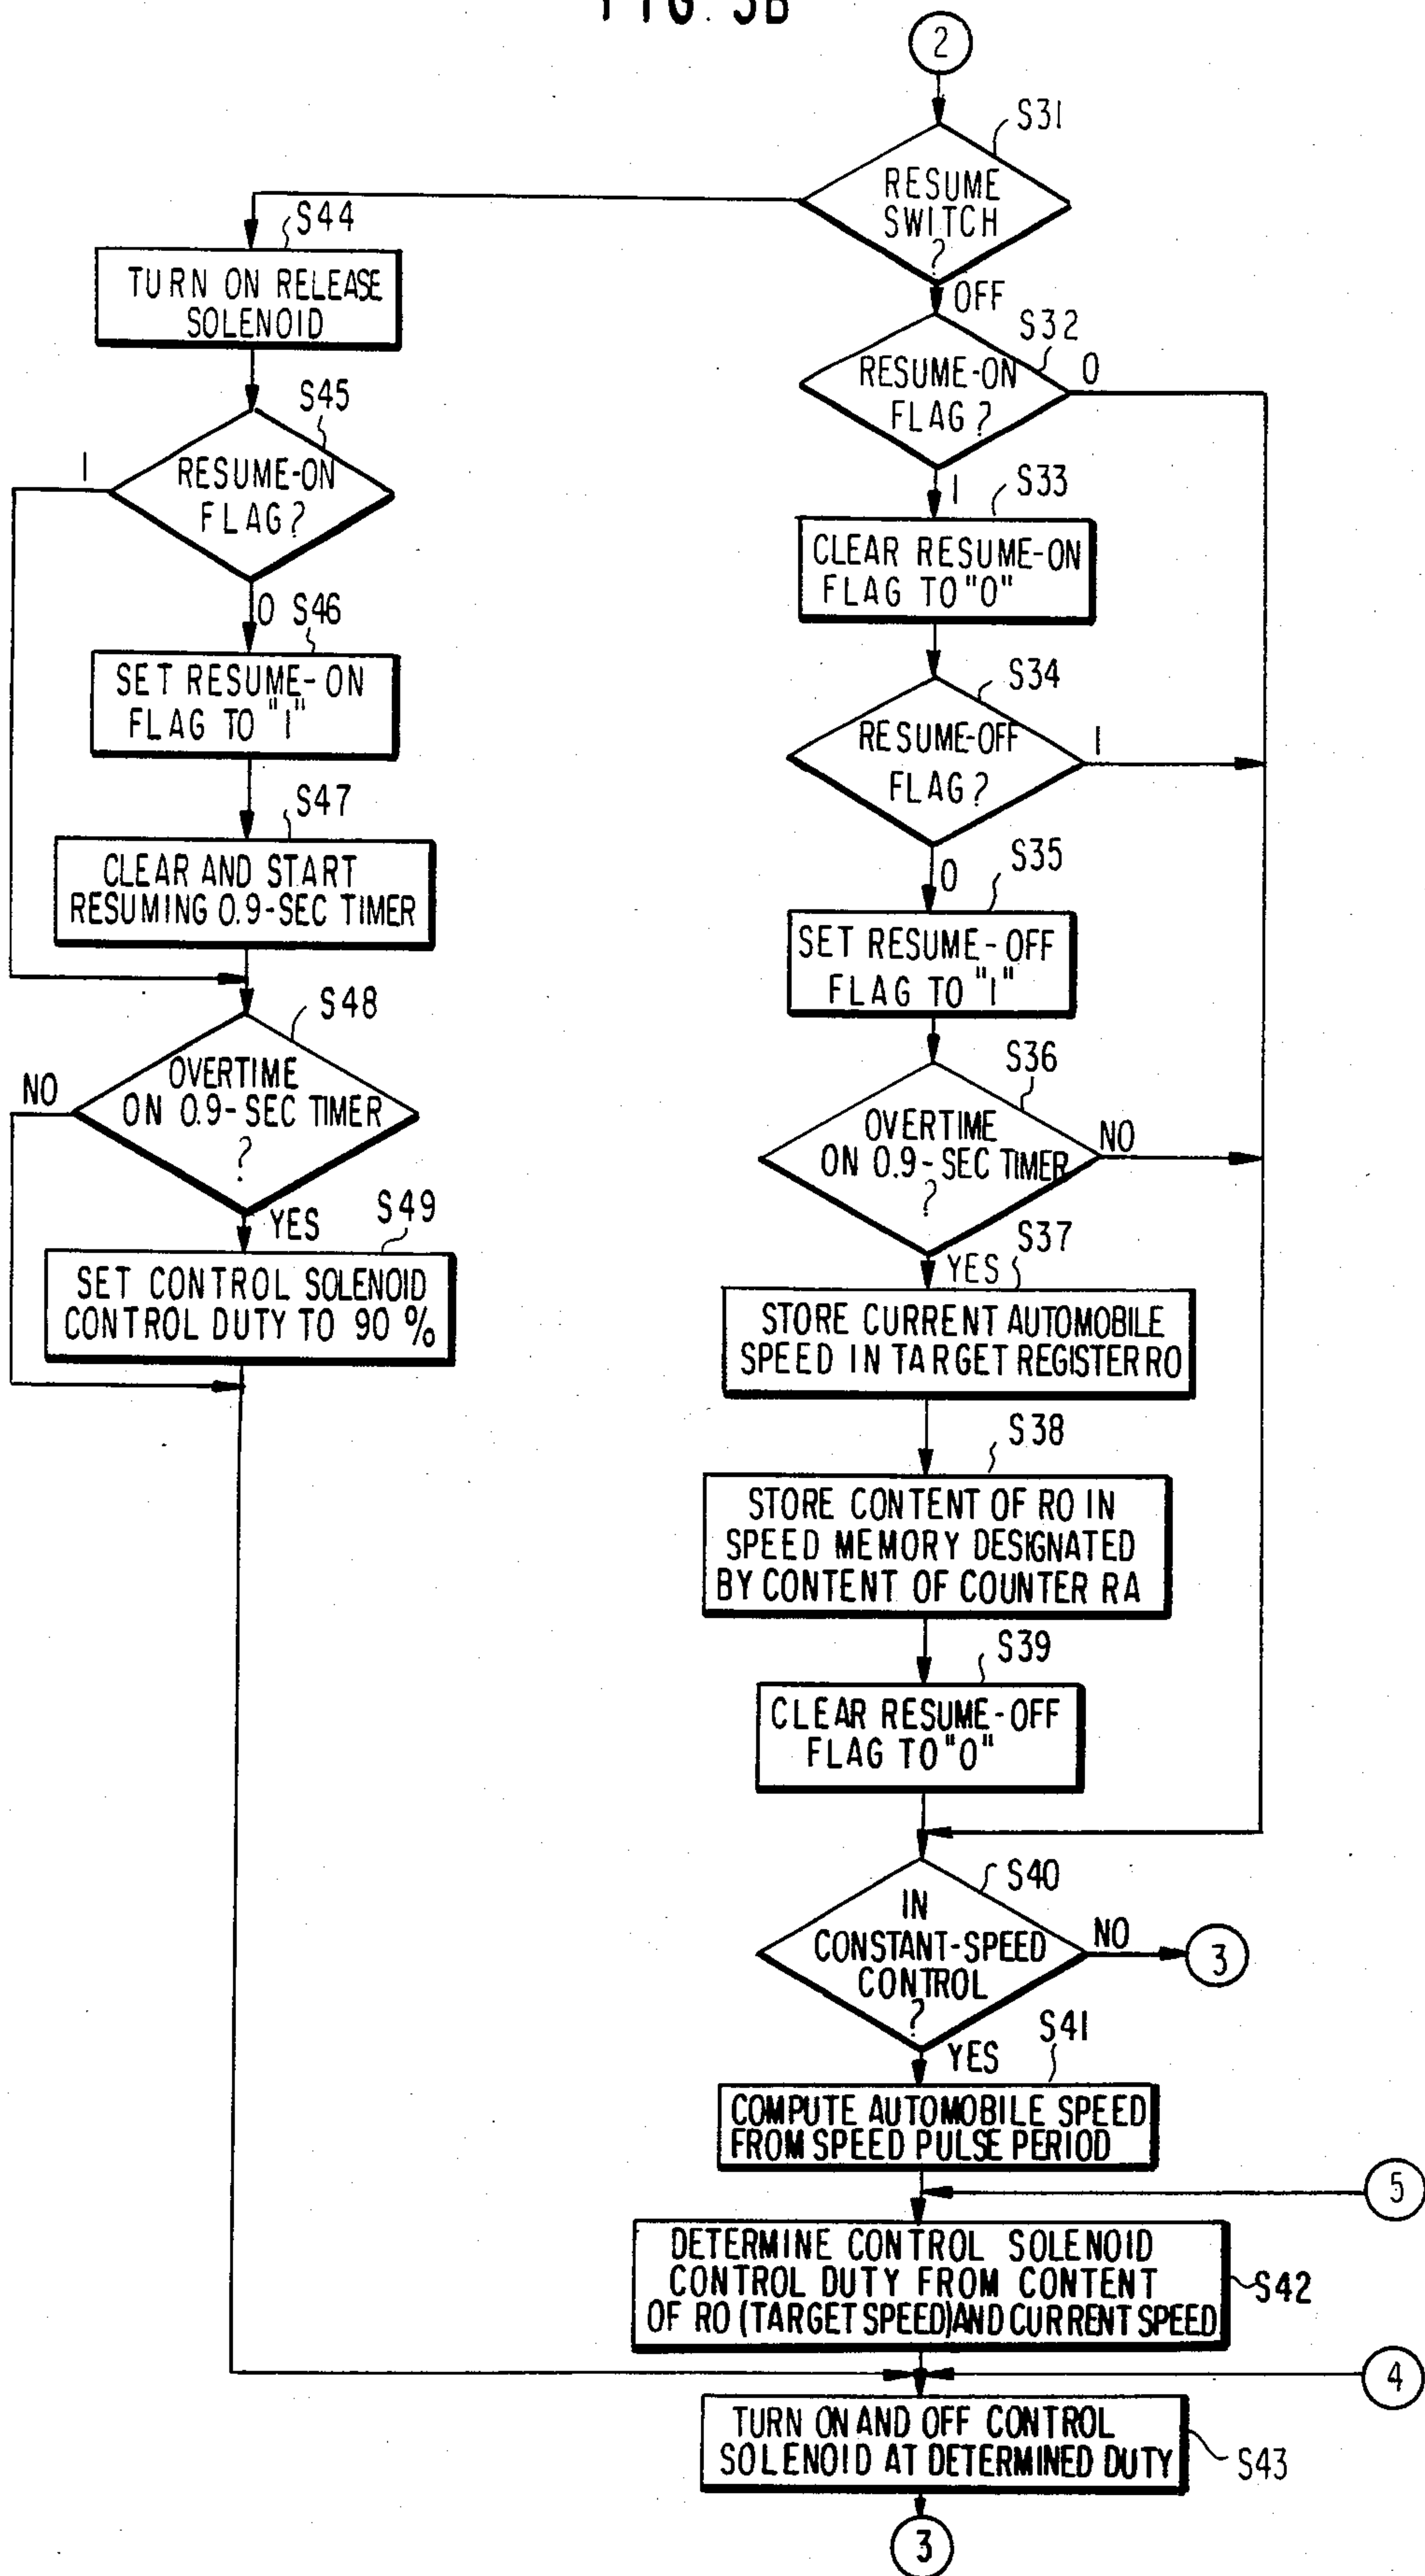 FIG. 5B
2
S31
RESUME
SWITCH
?
OFF
S32
RESUME-ON
FLAG?
0
1
S33
CLEAR RESUME-ON
FLAG TO "0"
S34
RESUME-OFF
FLAG?
1
0
S35
SET RESUME-OFF
FLAG TO "1"
S36
OVERTIME
ON 0.9-SEC TIMER
?
NO
YES
S37
STORE CURRENT AUTOMOBILE
SPEED IN TARGET REGISTER RO
S38
STORE CONTENT OF RO IN
SPEED MEMORY DESIGNATED
BY CONTENT OF COUNTER RA
S39
CLEAR RESUME-OFF
FLAG TO "0"
S40
IN
CONSTANT-SPEED
CONTROL
?
NO
3
YES
S41
COMPUTE AUTOMOBILE SPEED
FROM SPEED PULSE PERIOD
5
DETERMINE CONTROL SOLENOID
CONTROL DUTY FROM CONTENT
OF RO (TARGET SPEED) AND CURRENT SPEED
S42
4
TURN ON AND OFF CONTROL
SOLENOID AT DETERMINED DUTY
S43
3
S44
TURN ON RELEASE
SOLENOID
S45
RESUME-ON
FLAG?
1
0
S46
SET RESUME-ON
FLAG TO "1"
S47
CLEAR AND START
RESUMING 0.9-SEC TIMER
S48
OVERTIME
ON 0.9-SEC TIMER
?
NO
YES
S49
SET CONTROL SOLENOID
CONTROL DUTY TO 90 %